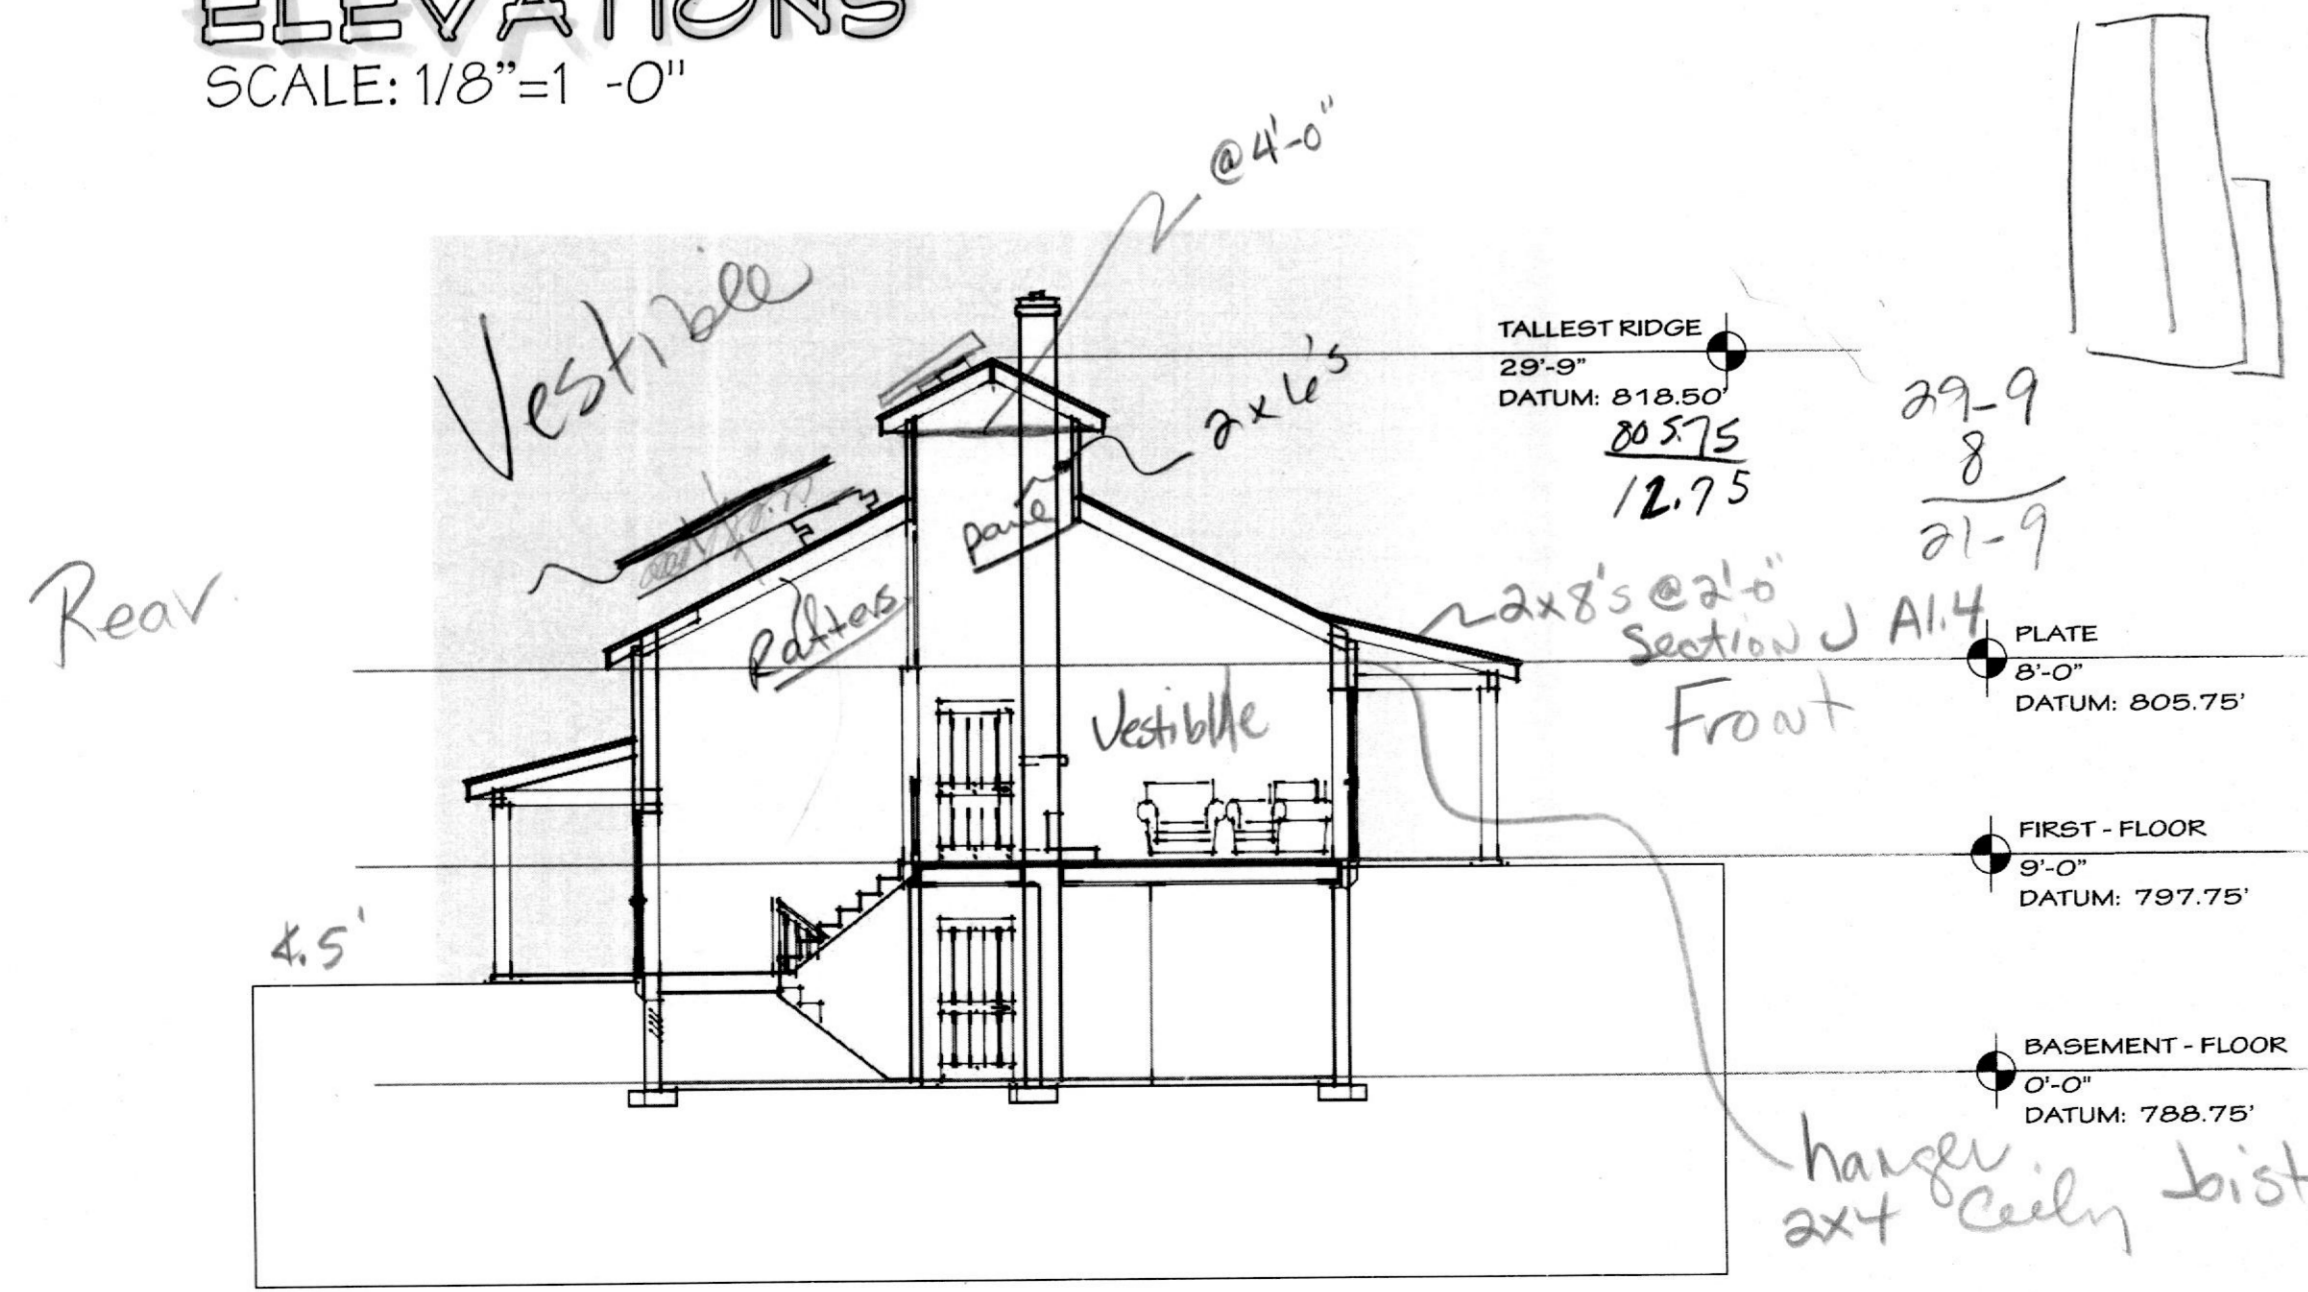 ELEVATIONS
SCALE: 1/8"=1 -0"
@4'-0"
Vestible
2x6's
TALLEST RIDGE
29'-9"
DATUM: 818.50'
805.75
12.75
29-9
8
21-9
Rear
Rafters
2x8's @2'-0"
Section J A1.4
Front
PLATE
8'-0"
DATUM: 805.75'
FIRST - FLOOR
9'-0"
DATUM: 797.75'
4.5'
BASEMENT - FLOOR
0'-0"
DATUM: 788.75'
hanger
2x4 Joist